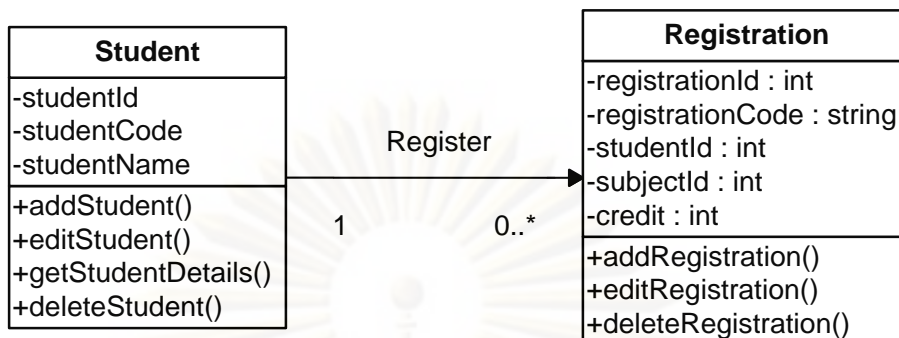 Student
-studentId
-studentCode
-studentName
+addStudent()
+editStudent()
+getStudentDetails()
+deleteStudent()
Register
1
0..*
Registration
-registrationId : int
-registrationCode : string
-studentId : int
-subjectId : int
-credit : int
+addRegistration()
+editRegistration()
+deleteRegistration()